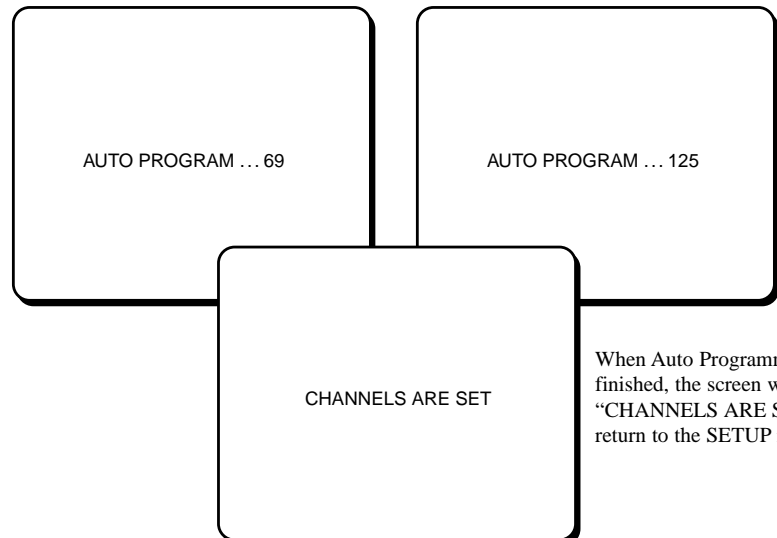 AUTO PROGRAM ... 69
AUTO PROGRAM ... 125
CHANNELS ARE SET
When Auto
finished, the screen
“CHANNELS ARE
return to the SETUP